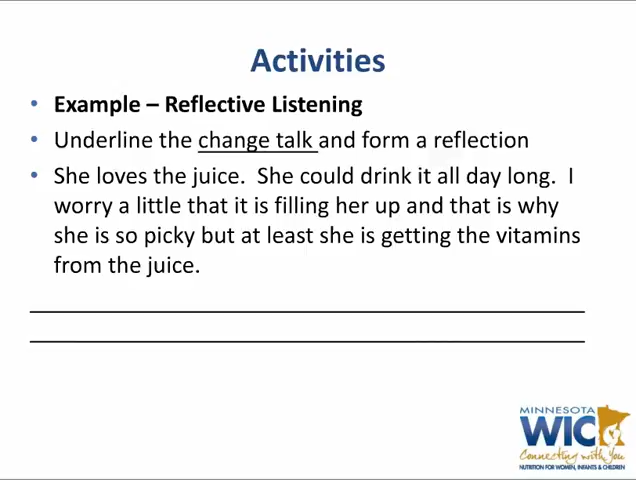 Activities
• Example – Reflective Listening
• Underline the change talk and form a reflection
• She loves the juice.  She could drink it all day long.  I
worry a little that it is filling her up and that is why
she is so picky but at least she is getting the vitamins
from the juice.
MINNESOTA
WIC
Connecting with You
NUTRITION FOR WOMEN, INFANTS & CHILDREN